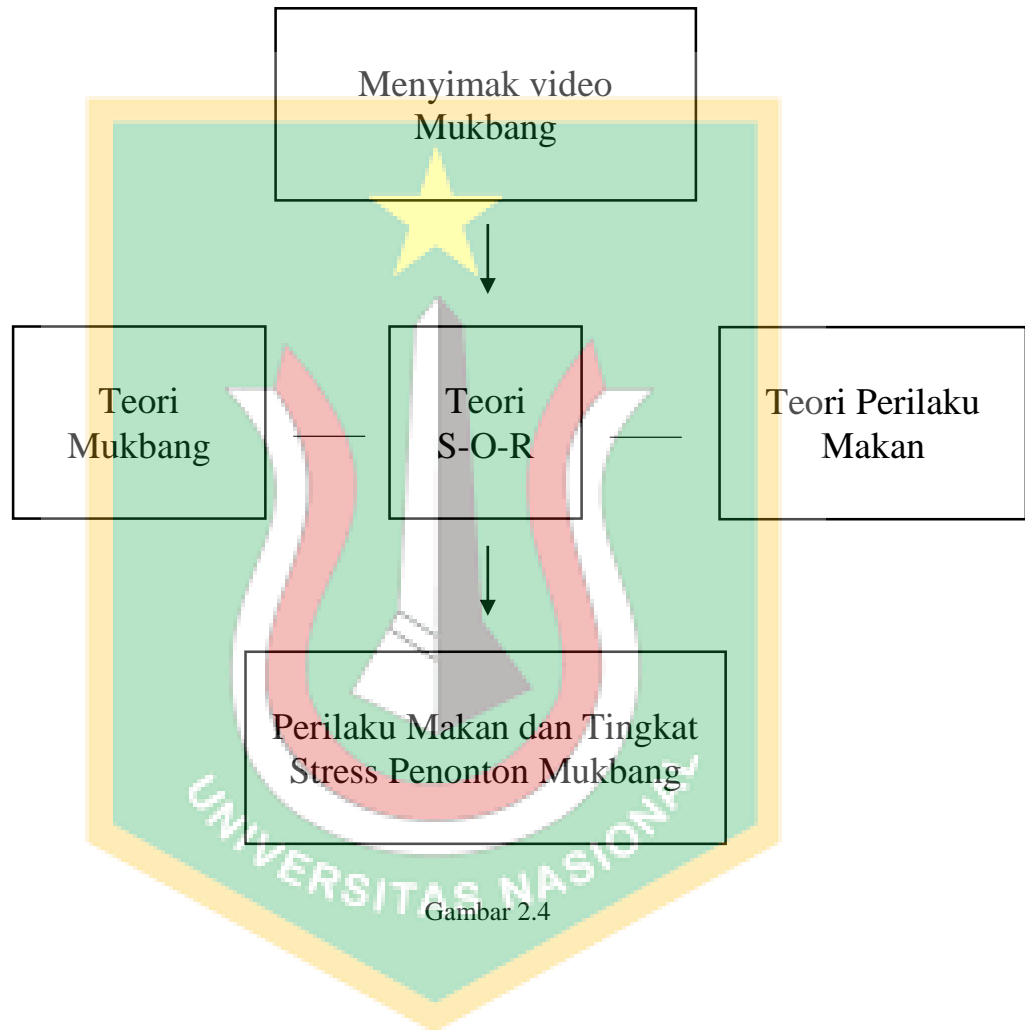 Menyimak video
Mukbang
Teori
Mukbang
Teori
S-O-R
Teori Perilaku
Makan
Perilaku Makan dan Tingkat
Stress Penonton Mukbang
UNIVERSITAS NASIONAL
Gambar 2.4